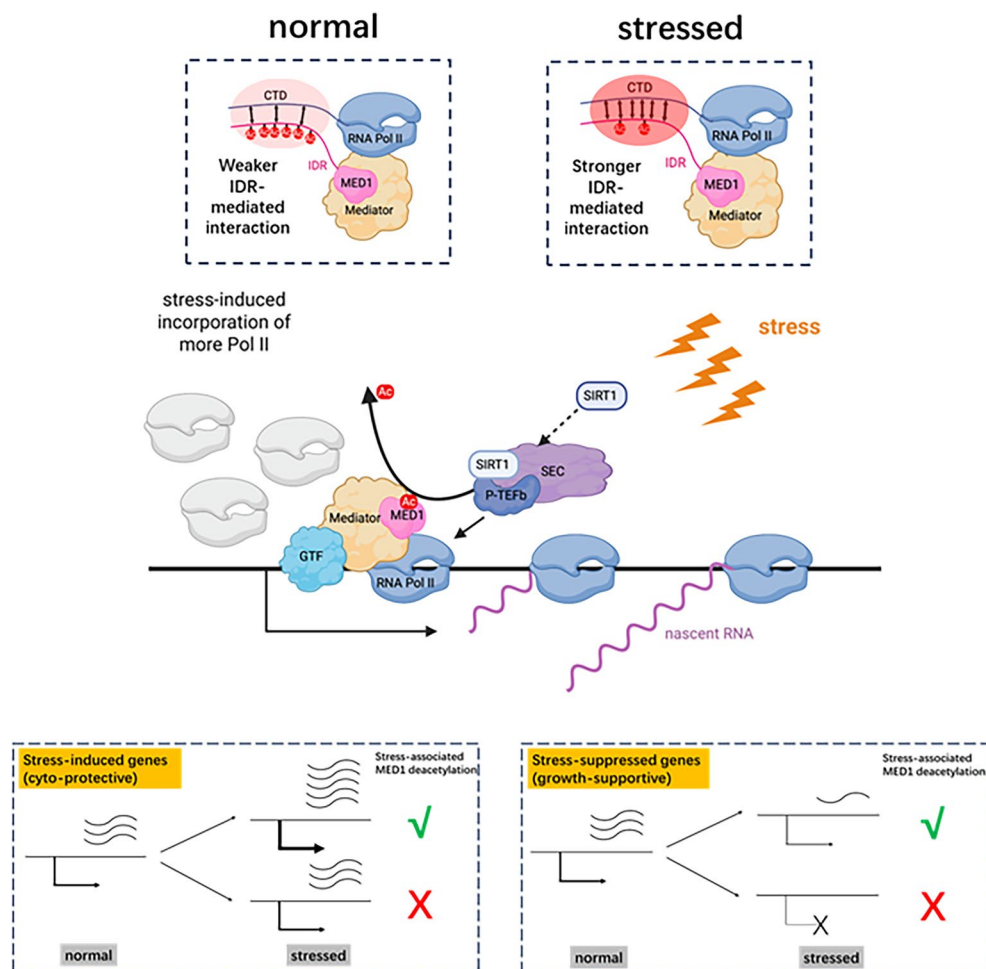 normal
stressed
CTD
RNA Pol II
IDR
MED1
Mediator
Weaker
IDR-
mediated
interaction
CTD
RNA Pol II
IDR
MED1
Mediator
Stronger
IDR-
mediated
interaction
stress-induced
incorporation of
more Pol II
stress
Ac
SIRT1
SIRT1
SEC
P-TEFb
Ac
Mediator
MED1
GTF
RNA Pol II
nascent RNA
Stress-induced genes
(cyto-protective)
Stress-associated
MED1 deacetylation
√
X
normal
stressed
Stress-suppressed genes
(growth-supportive)
Stress-associated
MED1 deacetylation
√
X
X
normal
stressed